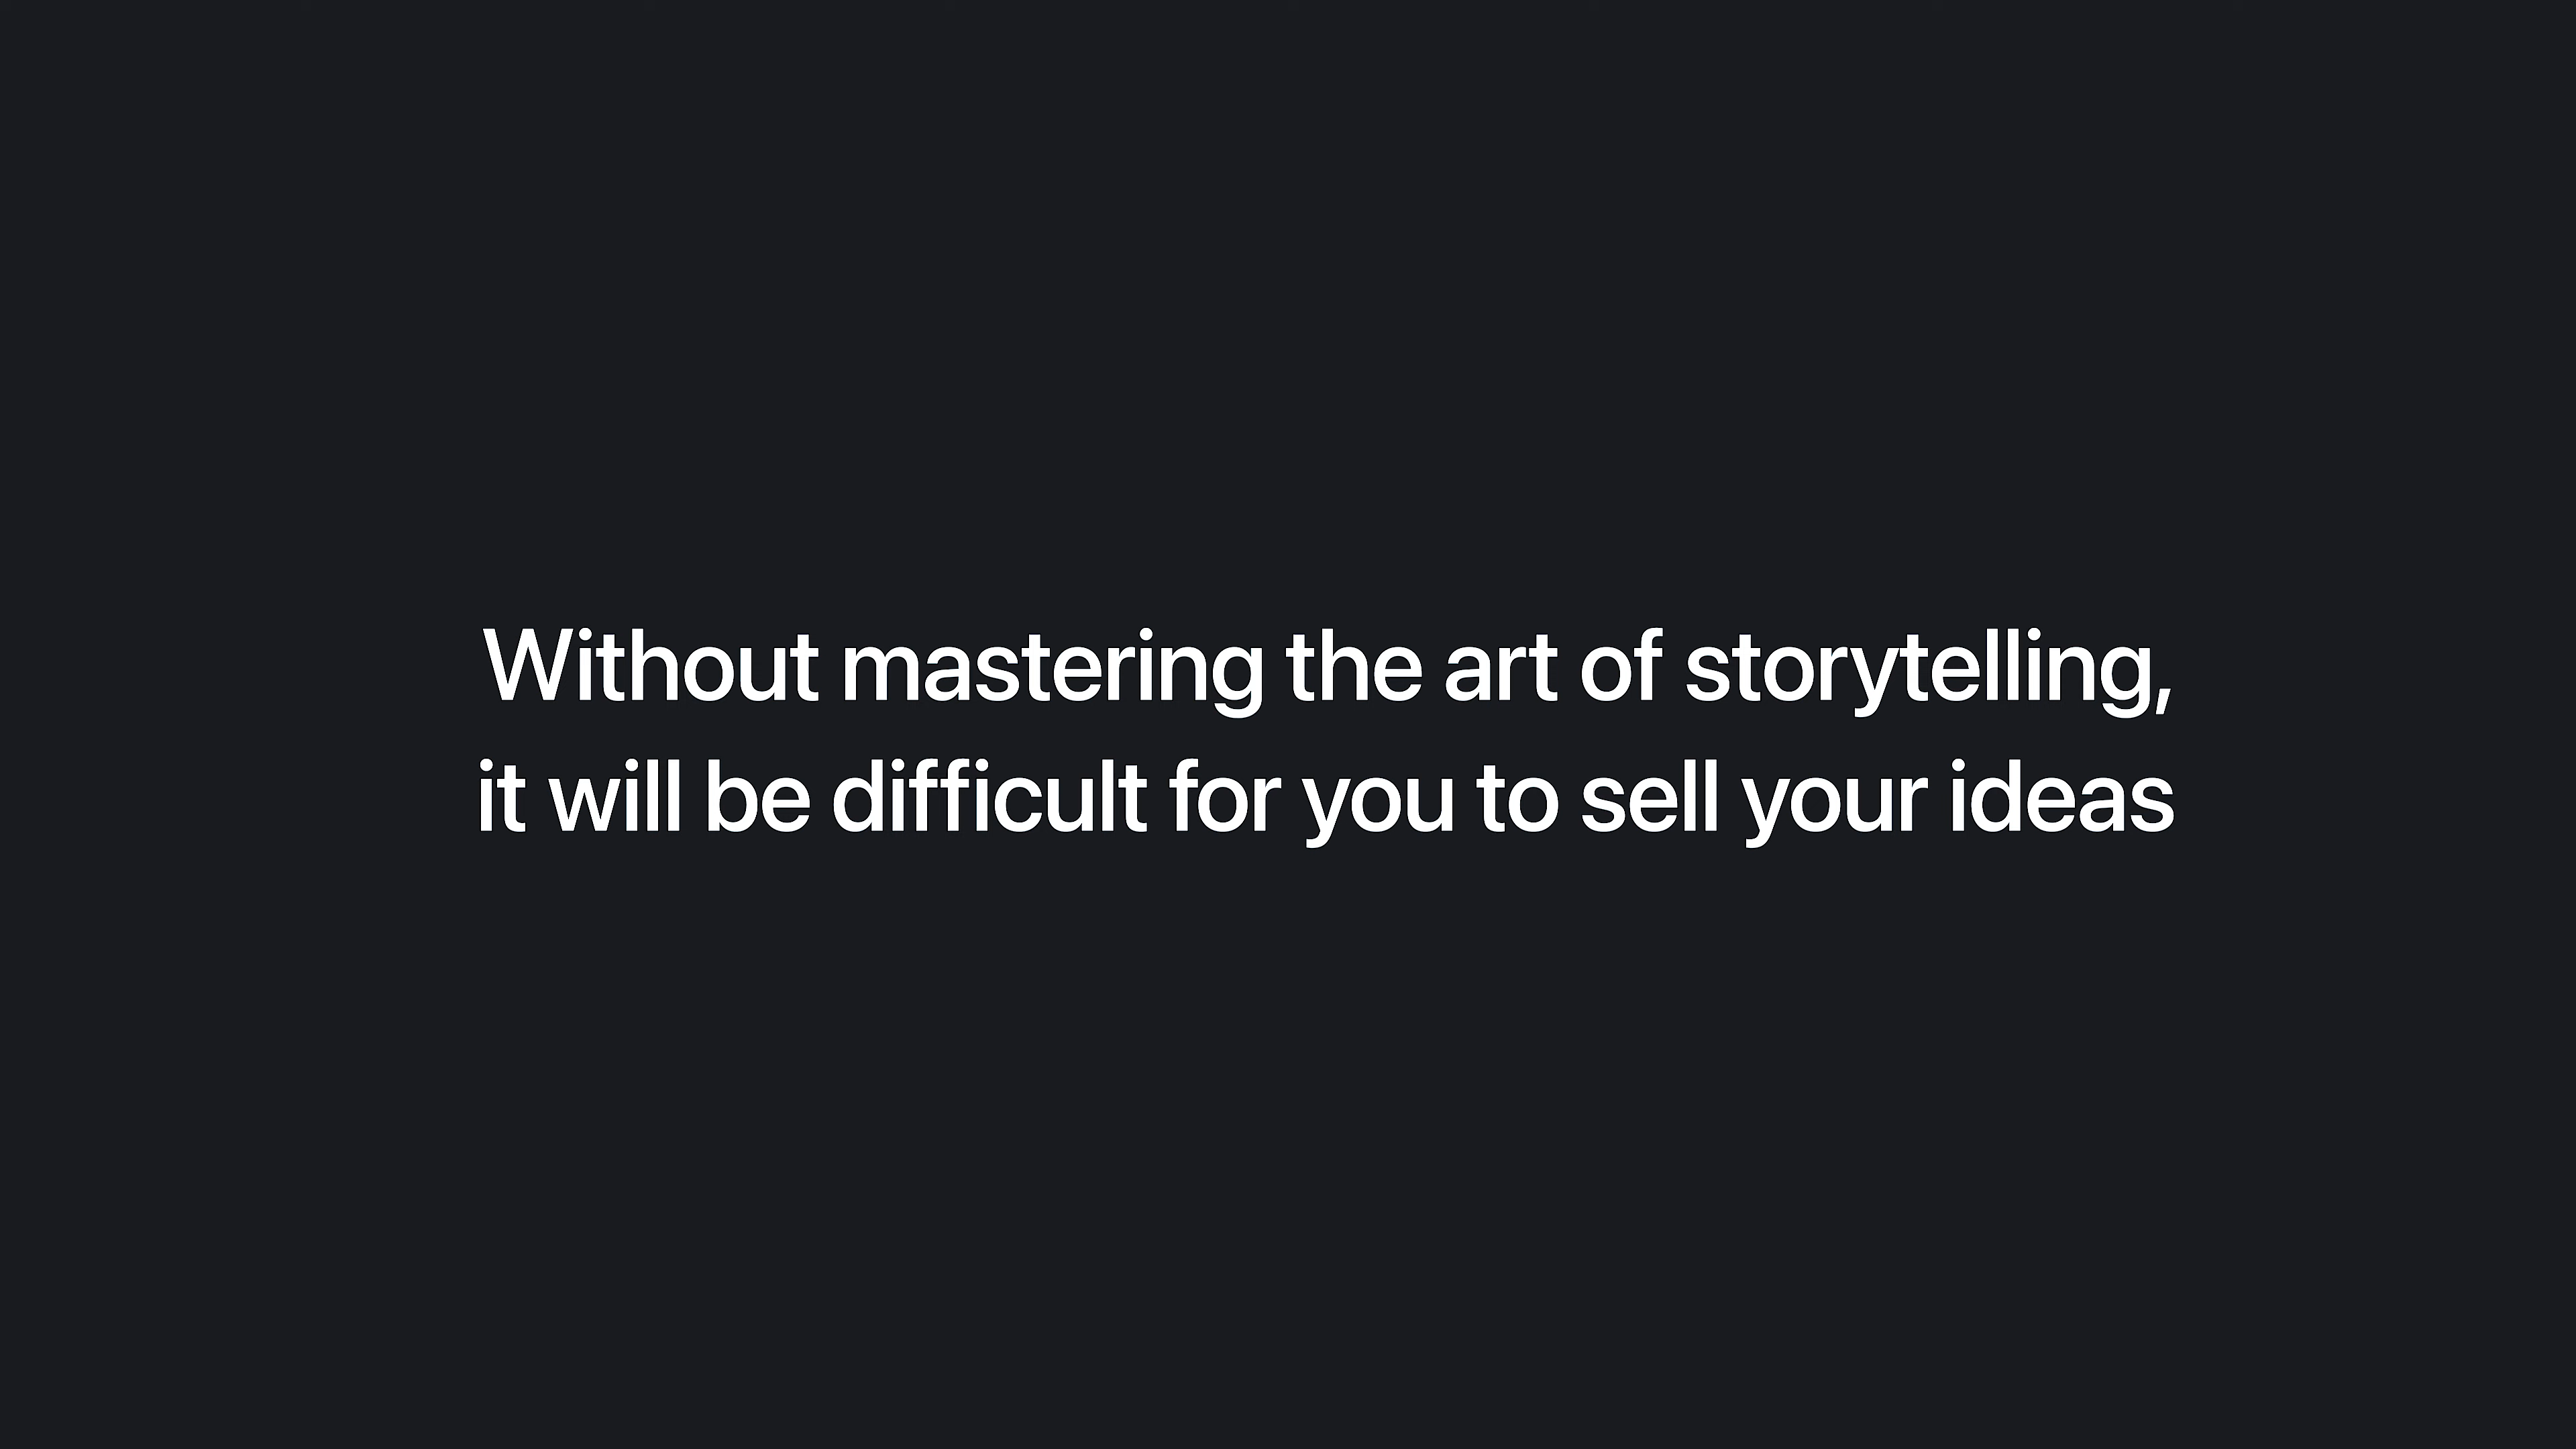 Without mastering the art of storytelling,
it will be difficult for you to sell your ideas